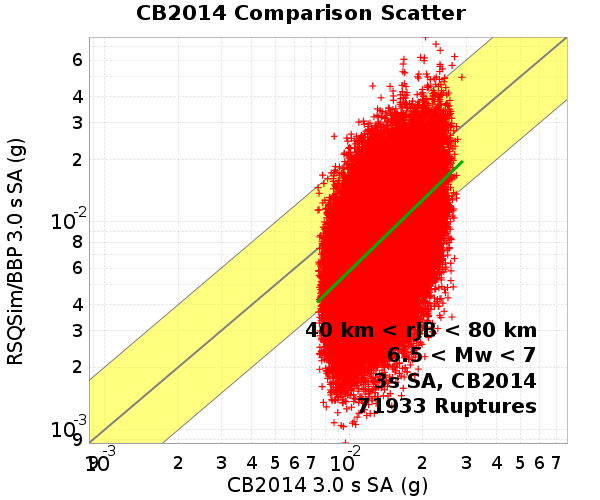 CB2014 Comparison Scatter
RSQSim/BBP 3.0 s SA (g)
6
4
3
2
10⁻²
8
6
4
3
2
10⁻³
9
40 km < rJB < 80 km
6.5 < Mw < 7
3s SA, CB2014
71933 Ruptures
9 10⁻³ 2 3 4 5 6 7 10⁻² 2 3 4 5 6 7
CB2014 3.0 s SA (g)